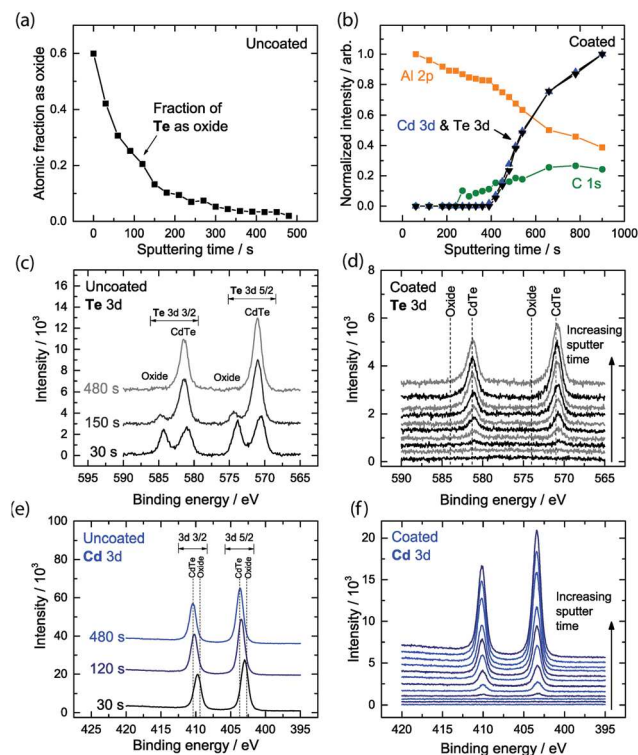 (a)
Uncoated
Fraction of
Te as oxide
Atomic fraction as oxide
0.6
0.4
0.2
0.0
0 100 200 300 400 500
Sputtering time / s
(b)
Coated
Al 2p
Cd 3d & Te 3d
C 1s
Normalized intensity / arb.
1.0
0.8
0.6
0.4
0.2
0.0
0 200 400 600 800 1000
Sputtering time / s
(c)
Uncoated
Te 3d
Te 3d 3/2
Te 3d 5/2
CdTe
CdTe
Oxide
Oxide
480 s
150 s
30 s
Intensity / 10³
16
14
12
10
8
6
4
2
0
595 590 585 580 575 570 565
Binding energy / eV
(d)
Coated
Te 3d
Oxide
CdTe
Oxide
CdTe
Increasing
sputter
time
Intensity / 10³
8
6
4
2
0
590 585 580 575 570 565
Binding energy / eV
(e)
Uncoated
Cd 3d
3d 3/2
3d 5/2
CdTe
Oxide
CdTe
Oxide
480 s
120 s
30 s
Intensity / 10³
100
80
60
40
20
0
425 420 415 410 405 400 395
Binding energy / eV
(f)
Coated
Cd 3d
Increasing
sputter
time
Intensity / 10³
20
15
10
5
0
420 415 410 405 400 395
Binding energy / eV